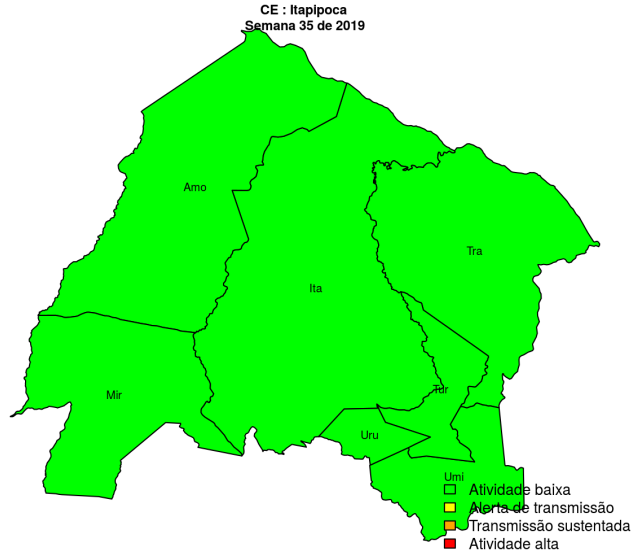 CE : Itapipoca
Semana 35 de 2019
Amo
Tra
Ita
Tur
Mir
Uru
Umi
Atividade baixa
Alerta de transmissão
Transmissão sustentada
Atividade alta